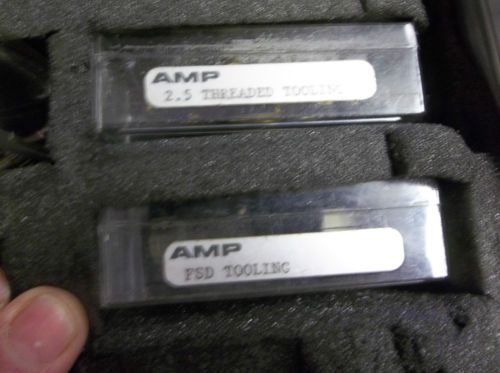 AMP
2.5 THREADED TOOLING
AMP
FSD TOOLING